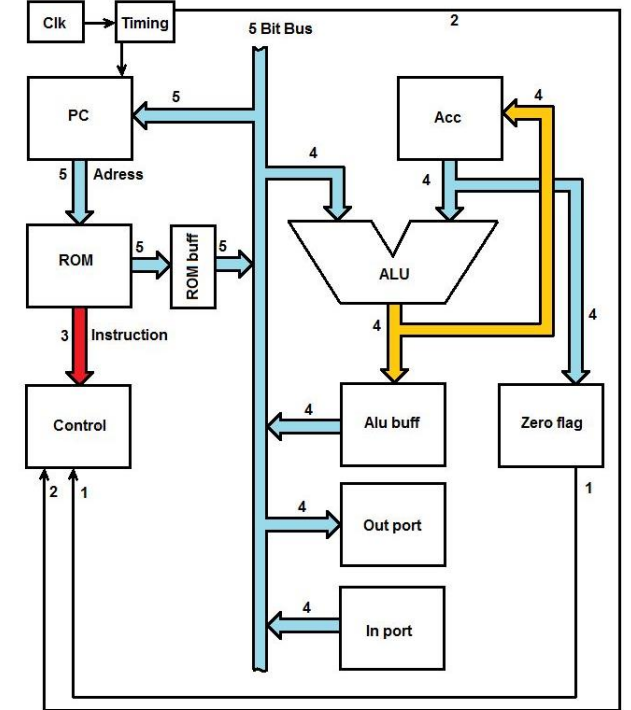 Clk
Timing
2
5 Bit Bus
PC
5
4
Acc
4
5
Adress
4
ROM
5
ROM buff
5
ALU
4
4
3
Instruction
Control
4
Alu buff
Zero flag
2
1
4
Out port
1
4
In port